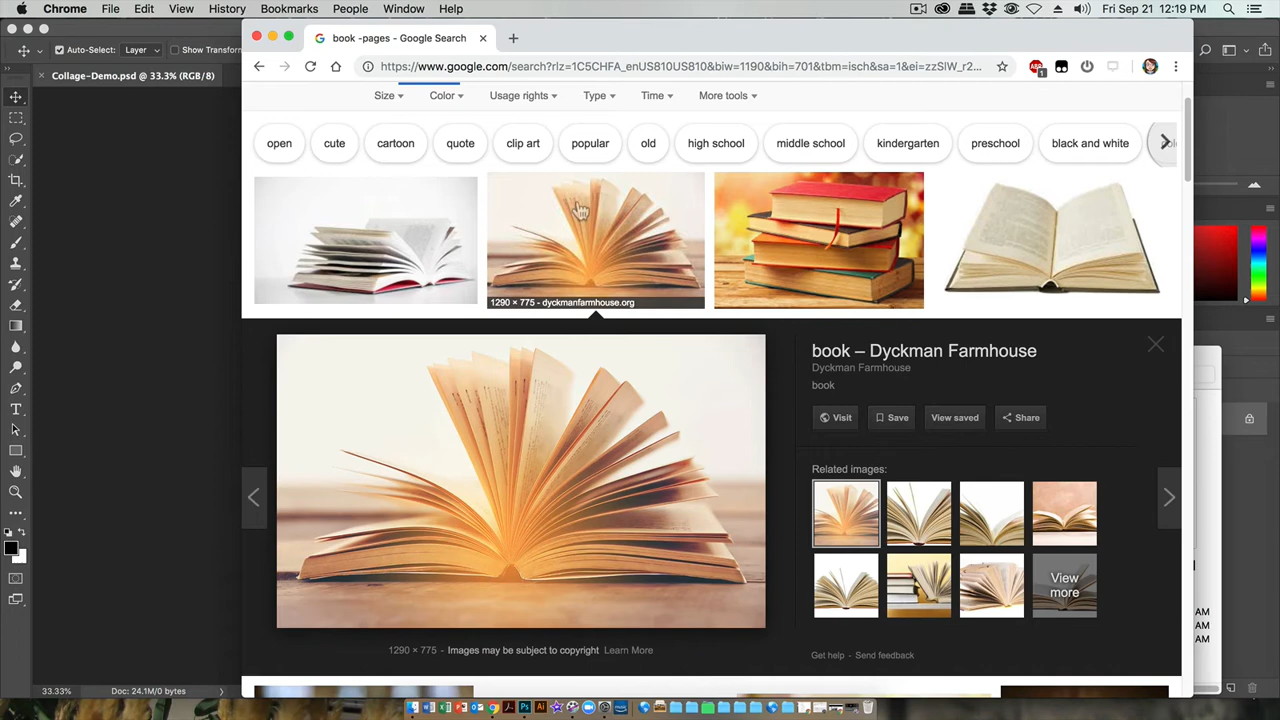 Chrome File Edit View History Bookmarks People Window Help Fri Sep 21 12:19 PM
book -pages - Google Search
Auto-Select: Layer Show Transform
Collage-Demo.psd @ 33.3% (RGB/8)
https://www.google.com/search?rlz=1C5CHFA_enUS810US810&biw=1190&bih=701&tbm=isch&sa=1&ei=zzSlW_r2...
Size Color Usage rights Type Time More tools
open cute cartoon quote clip art popular old high school middle school kindergarten preschool black and white
1290 × 775 - dyckmanfarmhouse.org
book – Dyckman Farmhouse
Dyckman Farmhouse
book
Visit Save View saved Share
Related images:
View
more
1290 × 775 - Images may be subject to copyright Learn More
Get help - Send feedback
AM
AM
AM
33.33% Doc: 24.1M/0 bytes